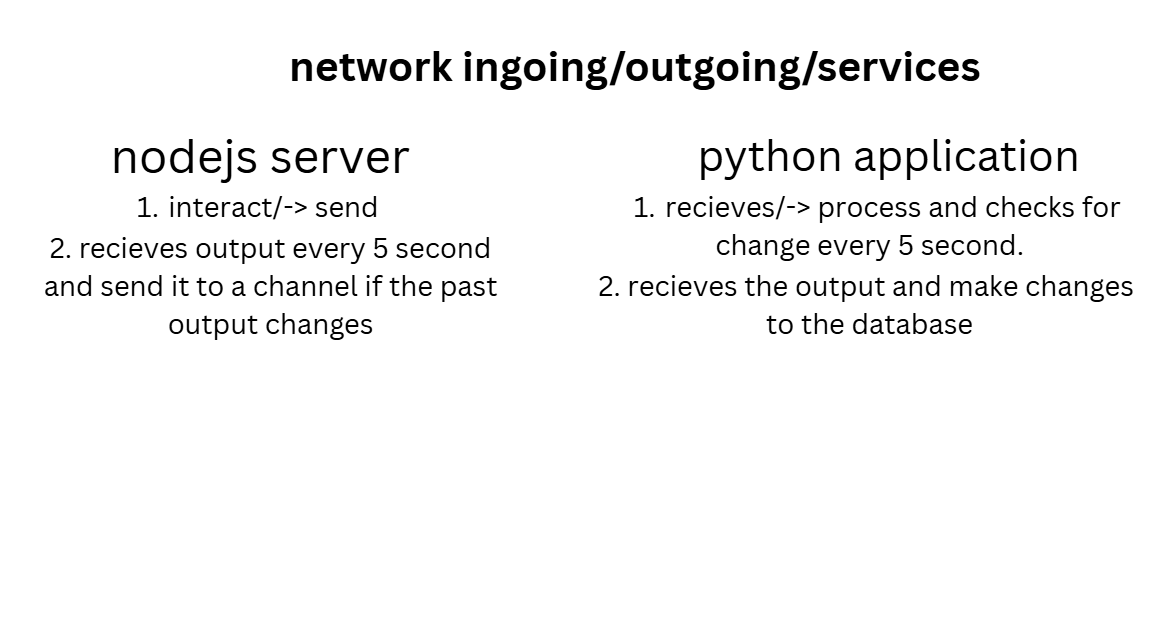 network ingoing/outgoing/services
nodejs server
1. interact/-> send
2. recieves output every 5 second
and send it to a channel if the past
output changes
python application
1. recieves/-> process and checks for
change every 5 second.
2. recieves the output and make changes
to the database